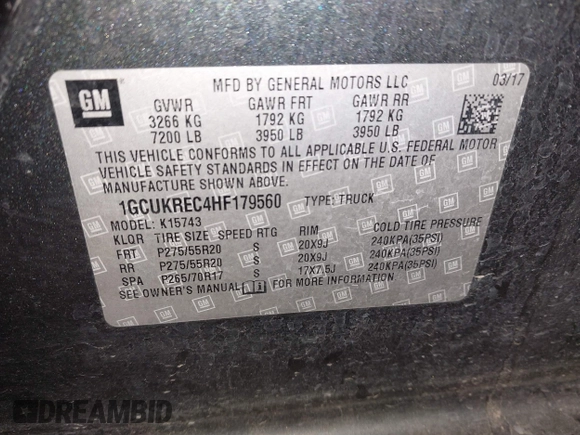 GM
MFD BY GENERAL MOTORS LLC 03/17
GVWR GAWR FRT GAWR RR
3266 KG 1792 KG 1792 KG
7200 LB 3950 LB 3950 LB
THIS VEHICLE CONFORMS TO ALL APPLICABLE U.S. FEDERAL MOTOR
VEHICLE SAFETY STANDARDS IN EFFECT ON THE DATE OF
MANUFACTURE SHOWN ABOVE.
1GCUKREC4HF179560 TYPE: TRUCK
MODEL: K15743
KLQR TIRE SIZE SPEED RTG RIM COLD TIRE PRESSURE
FRT P275/55R20 S 20X9J 240KPA(35PSI)
RR P275/55R20 S 20X9J 240KPA(35PSI)
SPA P265/70R17 S 17X7,5J 240KPA(35PSI)
SEE OWNER'S MANUAL FOR MORE INFORMATION
DREAMBID